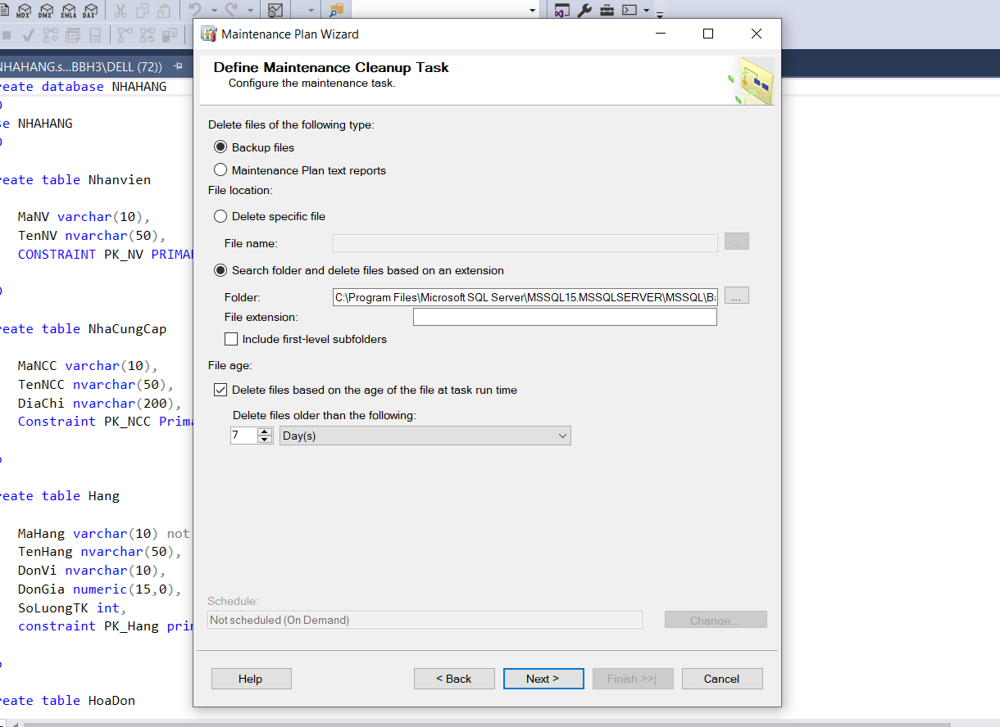 MDX DMX XMLA DAX
NHAHANG.s...BBH3\DELL (72))
Maintenance Plan Wizard
Define Maintenance Cleanup Task
Configure the maintenance task.
Delete files of the following type:
Backup files
Maintenance Plan text reports
File location:
Delete specific file
File name:
...
Search folder and delete files based on an extension
Folder:
C:\Program Files\Microsoft SQL Server\MSSQL15.MSSQLSERVER\MSSQL\Ba
...
File extension:
Include first-level subfolders
File age:
Delete files based on the age of the file at task run time
Delete files older than the following:
7 Day(s)
Schedule:
Not scheduled (On Demand)
Change...
Help < Back Next > Finish >>| Cancel
reate database NHAHANG
se NHAHANG
reate table Nhanvien
MaNV varchar(10),
TenNV nvarchar(50),
CONSTRAINT PK_NV PRIMAR
reate table NhaCungCap
MaNCC varchar(10),
TenNCC nvarchar(50),
DiaChi nvarchar(200),
Constraint PK_NCC Prima
reate table Hang
MaHang varchar(10) not
TenHang nvarchar(50),
DonVi nvarchar(10),
DonGia numeric(15,0),
SoLuongTK int,
constraint PK_Hang prim
reate table HoaDon